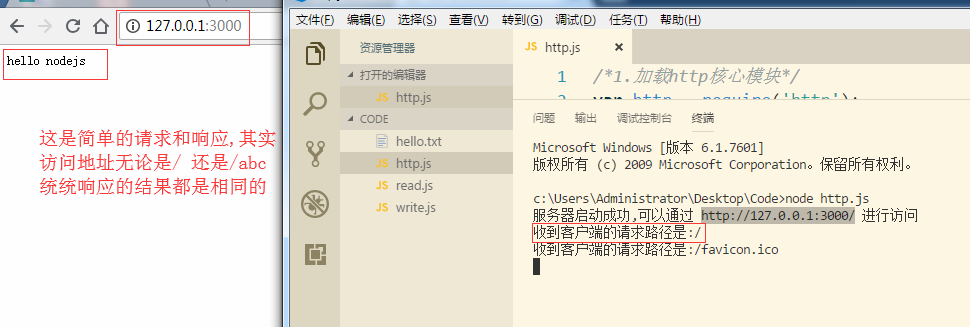 127.0.0.1:3000
hello nodejs
这是简单的请求和响应,其实
访问地址无论是/ 还是/abc
统统响应的结果都是相同的
文件(F) 编辑(E) 选择(S) 查看(V) 转到(G) 调试(D) 任务(T) 帮助(H)
资源管理器
打开的编辑器
JS http.js
CODE
hello.txt
JS http.js
JS read.js
JS write.js
JS http.js ×
1 /*1.加载http核心模块*/
2 var http = require('http');
问题 输出 调试控制台 终端
Microsoft Windows [版本 6.1.7601]
版权所有 (c) 2009 Microsoft Corporation。保留所有权利。
c:\Users\Administrator\Desktop\Code>node http.js
服务器启动成功,可以通过 http://127.0.0.1:3000/ 进行访问
收到客户端的请求路径是:/
收到客户端的请求路径是:/favicon.ico